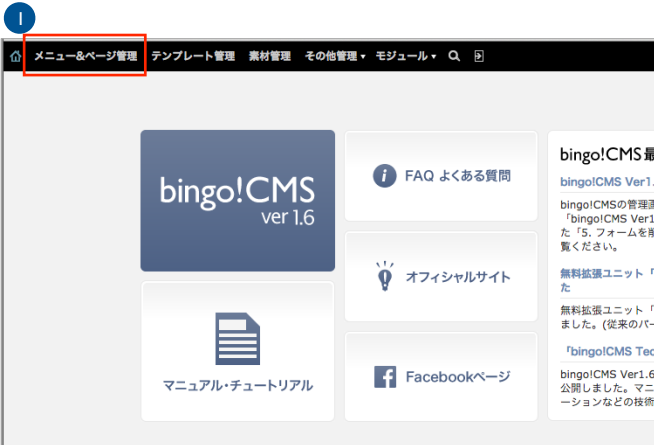 1
メニュー&ページ管理 テンプレート管理 素材管理 その他管理▼ モジュール▼
bingo!CMS
ver 1.6
マニュアル・チュートリアル
FAQ よくある質問
オフィシャルサイト
Facebookページ
bingo!CMS最
bingo!CMS Ver1.
bingo!CMSの管理画
「bingo!CMS Ver1
た「5. フォームを削
覧ください。
無料拡張ユニット「
た
無料拡張ユニット「
ました。(従来のバー
「bingo!CMS Tec
bingo!CMS Ver1.6
公開しました。マニ
ーションなどの技術